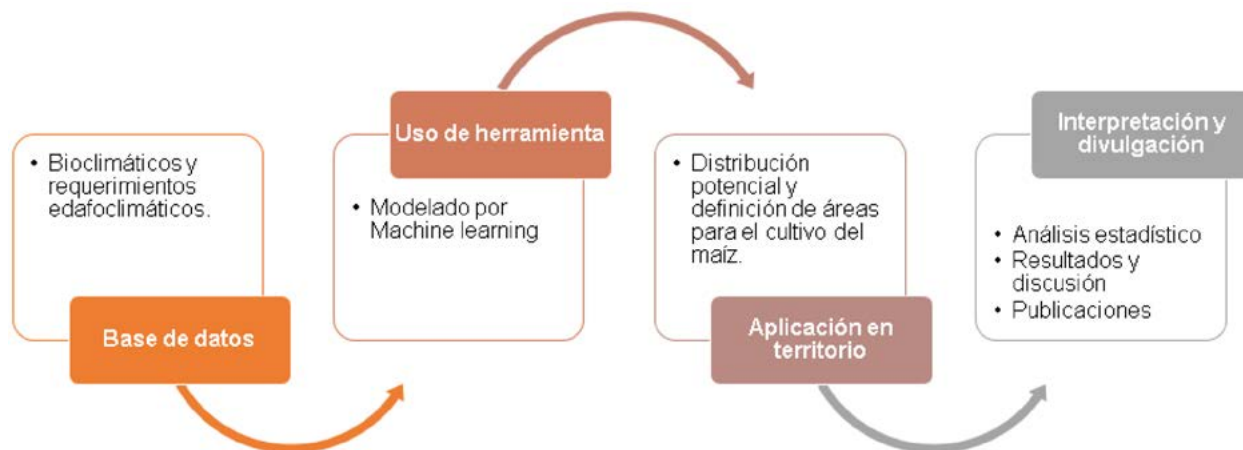 Bioclimáticos y
requerimientos
edafoclimáticos.
Base de datos
Uso de herramienta
Modelado por
Machine learning
Distribución
potencial y
definición de áreas
para el cultivo del
maíz.
Aplicación en
territorio
Interpretación y
divulgación
Análisis estadístico
Resultados y
discusión
Publicaciones